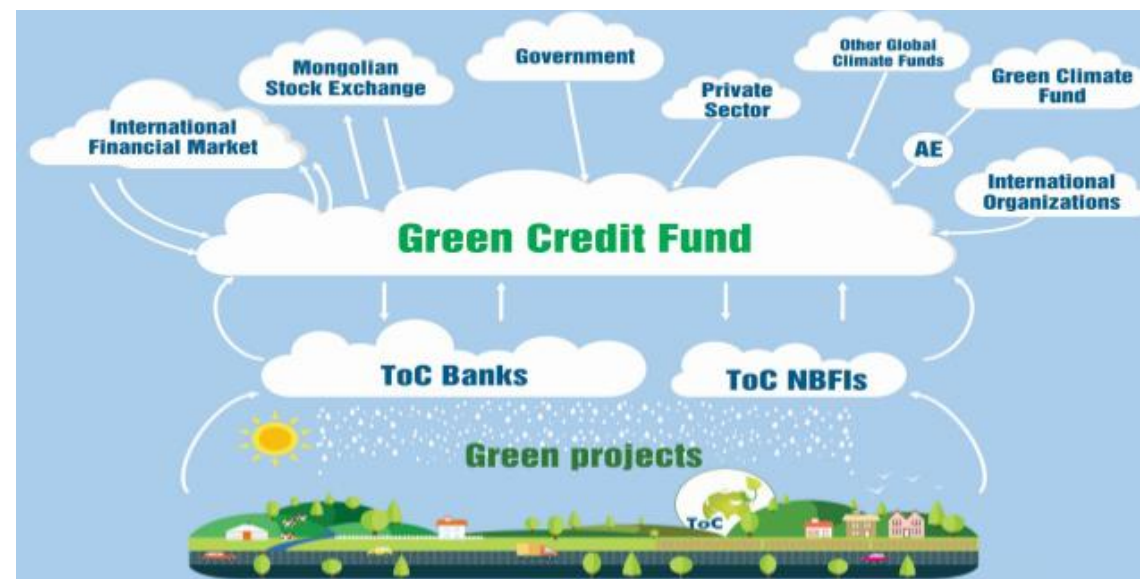 International
Financial Market
Mongolian
Stock Exchange
Government
Private
Sector
Other Global
Climate Funds
Green Climate
Fund
AE
International
Organizations
Green Credit Fund
ToC Banks
ToC NBFIs
Green projects
ToC